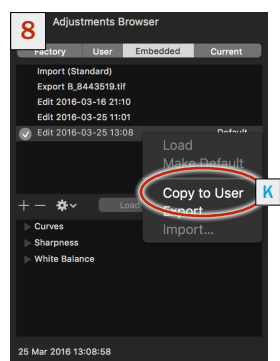 8
Adjustments Browser
Factory User Embedded Current
Import (Standard)
Export B_8443519.tif
Edit 2016-03-16 21:10
Edit 2016-03-25 11:01
Edit 2016-03-25 13:08 Default
Load
Make Default
Copy to User
K
Export...
Import...
Load
Curves
Sharpness
White Balance
25 Mar 2016 13:08:58